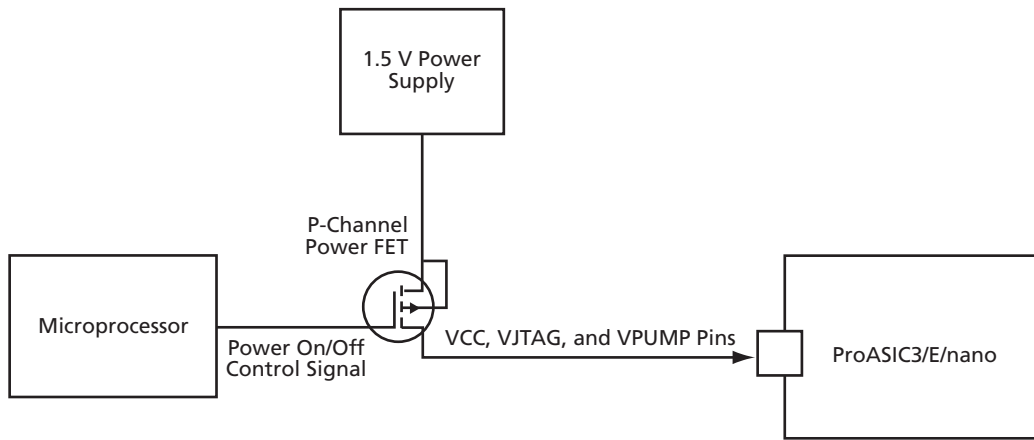 1.5 V Power
Supply
P-Channel
Power FET
Microprocessor
Power On/Off
Control Signal
VCC, VJTAG, and VPUMP Pins
ProASIC3/E/nano